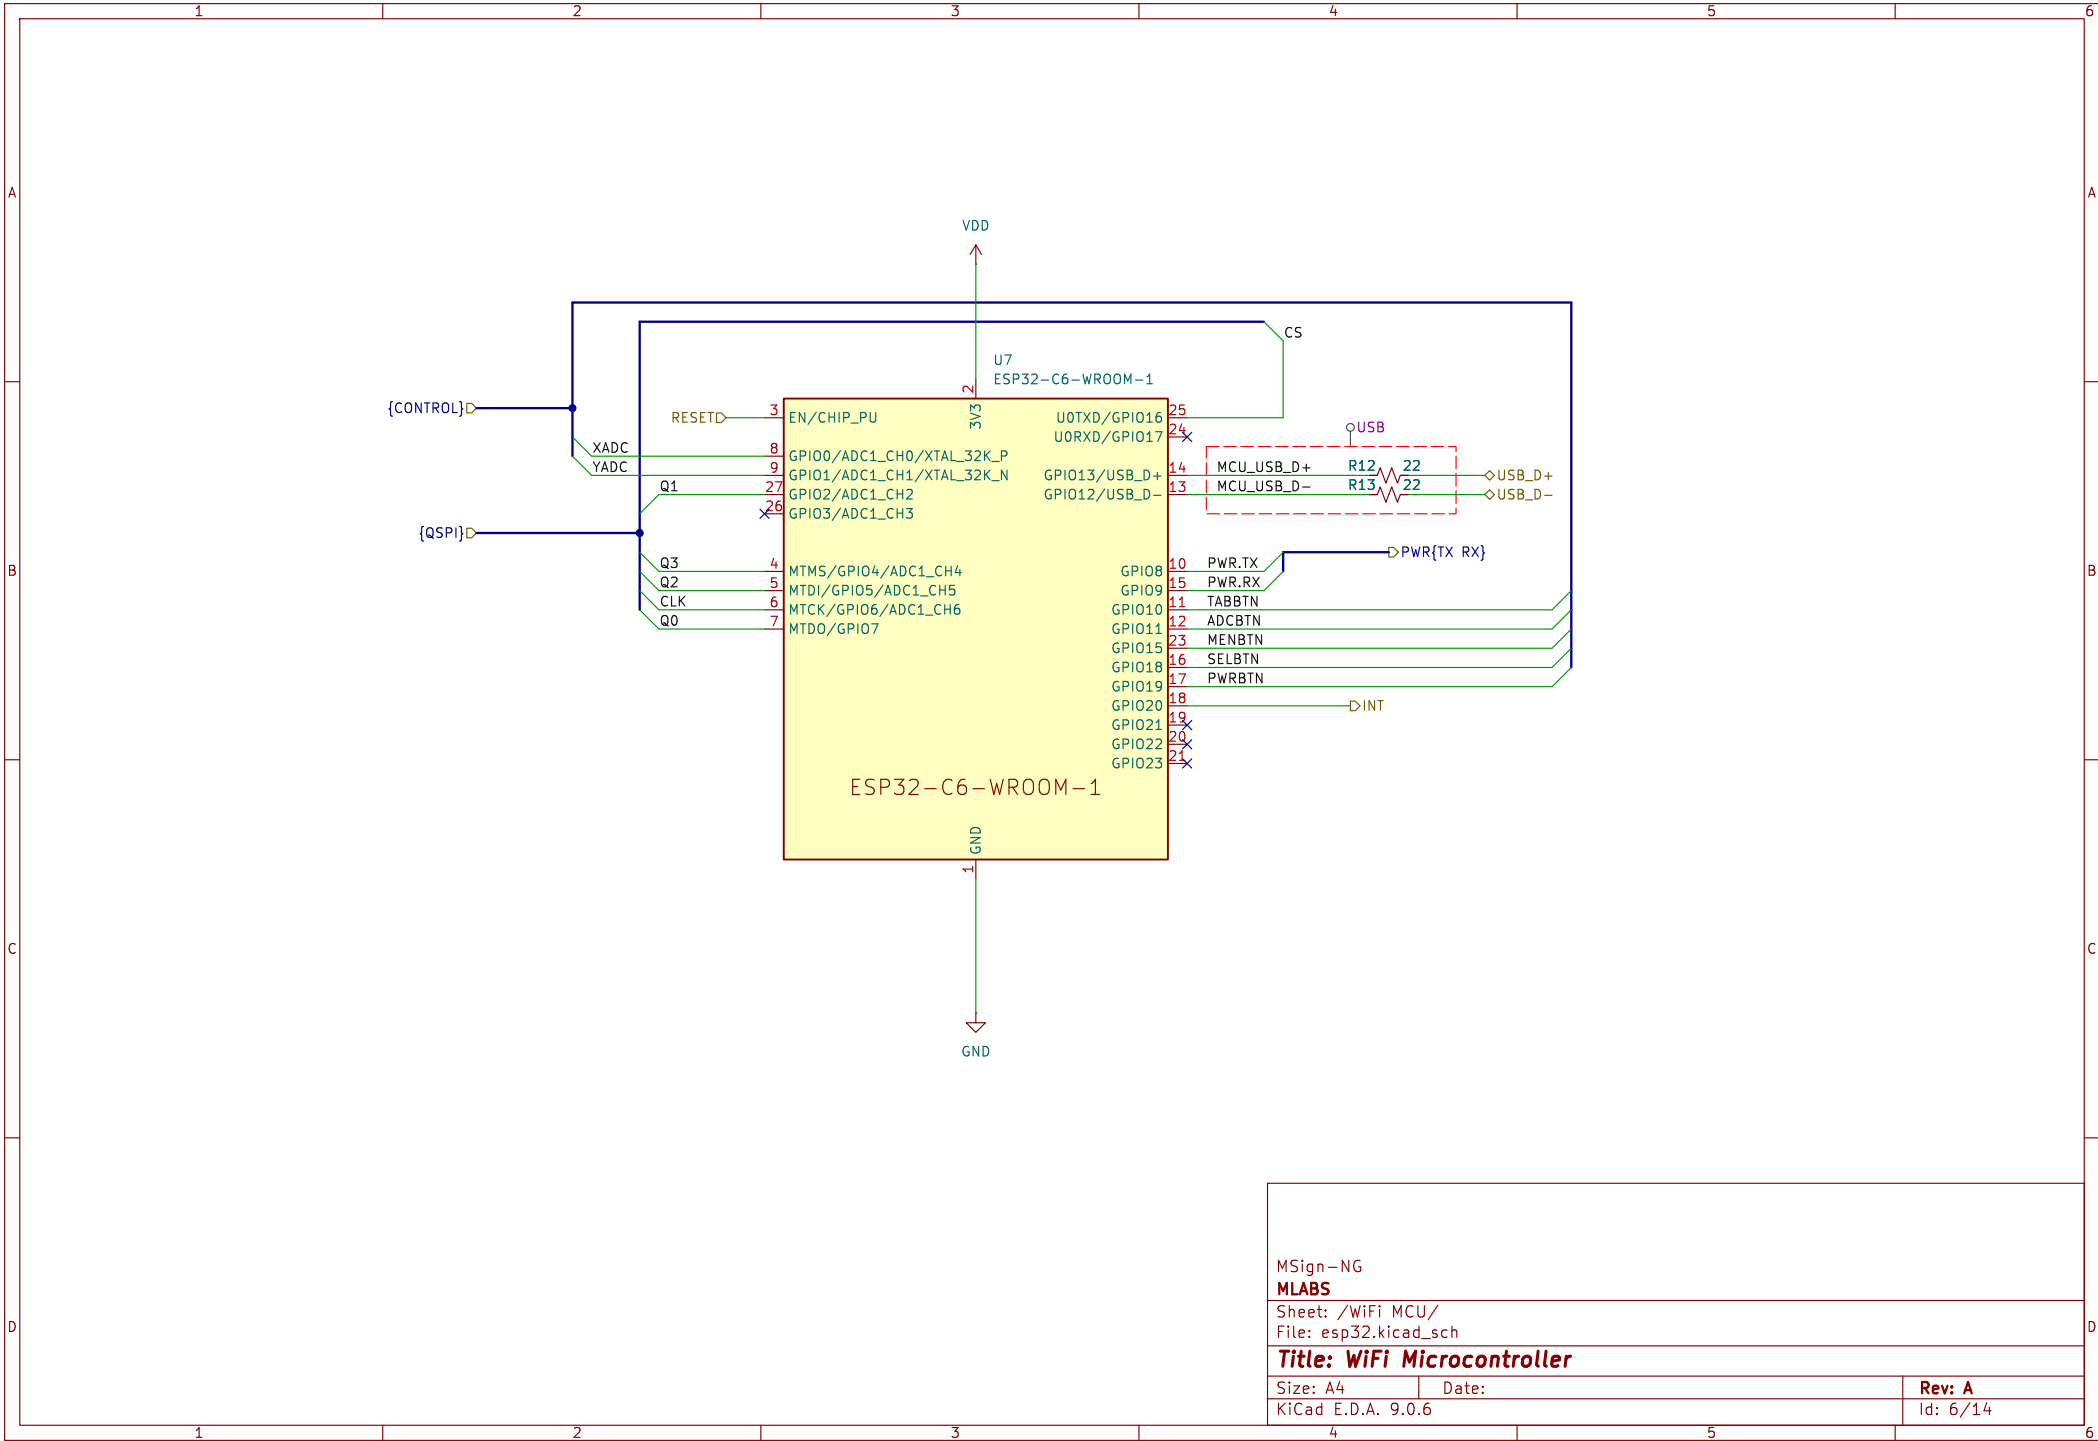 1 2 3 4 5 6
A A
VDD
CS
U7
ESP32-C6-WROOM-1
{CONTROL}
RESET 3 EN/CHIP_PU
2
3V3
U0TXD/GPIO16 25
U0RXD/GPIO17 24
USB
XADC 8 GPIO0/ADC1_CH0/XTAL_32K_P
YADC 9 GPIO1/ADC1_CH1/XTAL_32K_N
GPIO13/USB_D+ 14 MCU_USB_D+ R12 22 USB_D+
Q1 27 GPIO2/ADC1_CH2
GPIO12/USB_D- 13 MCU_USB_D- R13 22 USB_D-
26 GPIO3/ADC1_CH3
{QSPI}
PWR{TX RX}
B B
Q3 4 MTMS/GPIO4/ADC1_CH4
GPIO8 10 PWR.TX
Q2 5 MTDI/GPIO5/ADC1_CH5
GPIO9 15 PWR.RX
CLK 6 MTCK/GPIO6/ADC1_CH6
GPIO10 11 TABBTN
Q0 7 MTDO/GPIO7
GPIO11 12 ADCBTN
GPIO15 23 MENBTN
GPIO18 16 SELBTN
GPIO19 17 PWRBTN
GPIO20 18 INT
GPIO21 19
GPIO22 20
GPIO23 21
ESP32-C6-WROOM-1
GND
1
C C
GND
MSign-NG
MLABS
Sheet: /WiFi MCU/
File: esp32.kicad_sch
D D
Title: WiFi Microcontroller
Size: A4 Date: Rev: A
KiCad E.D.A. 9.0.6 Id: 6/14
1 2 3 4 5 6